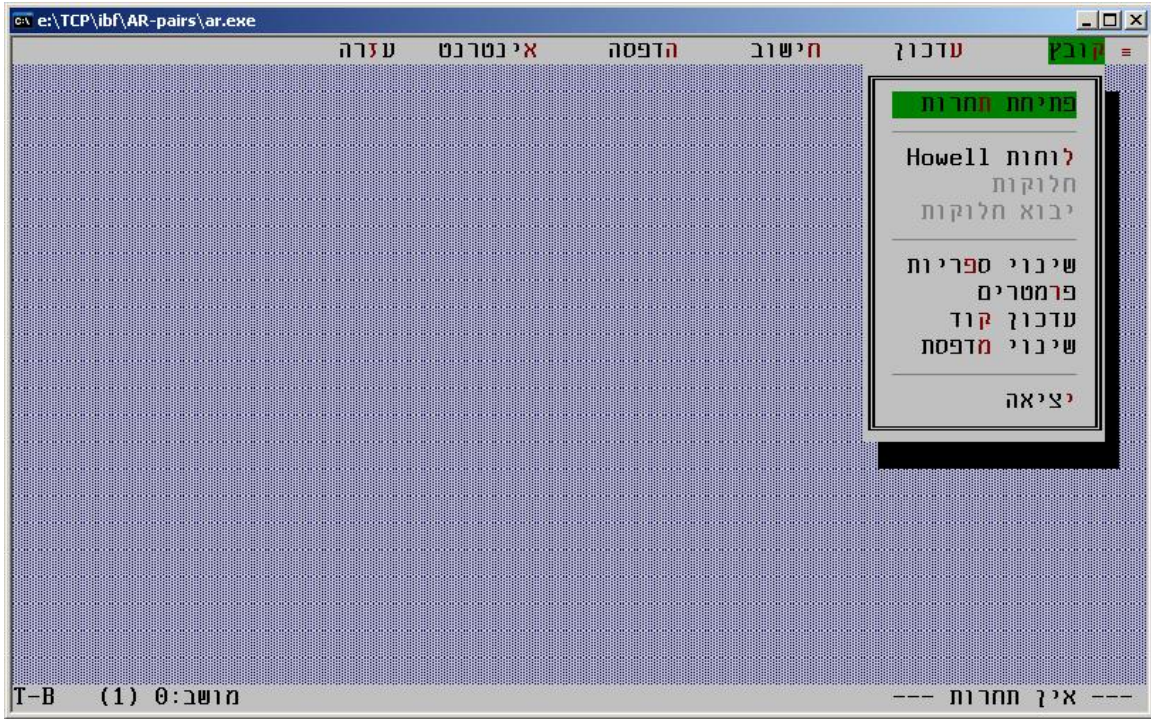 e:\TCP\ibf\AR-pairs\ar.exe
≡ קובץ עדכון חישוב הדפסה אינטרנט עזרה
פתיחת תחרות
לוחות Howell
חלוקות
יבוא חלוקות
שינוי ספריות
פרמטרים
עדכון קוד
שינוי מדפסת
יציאה
--- אין תחרות --- מושב:0 (1) T-B